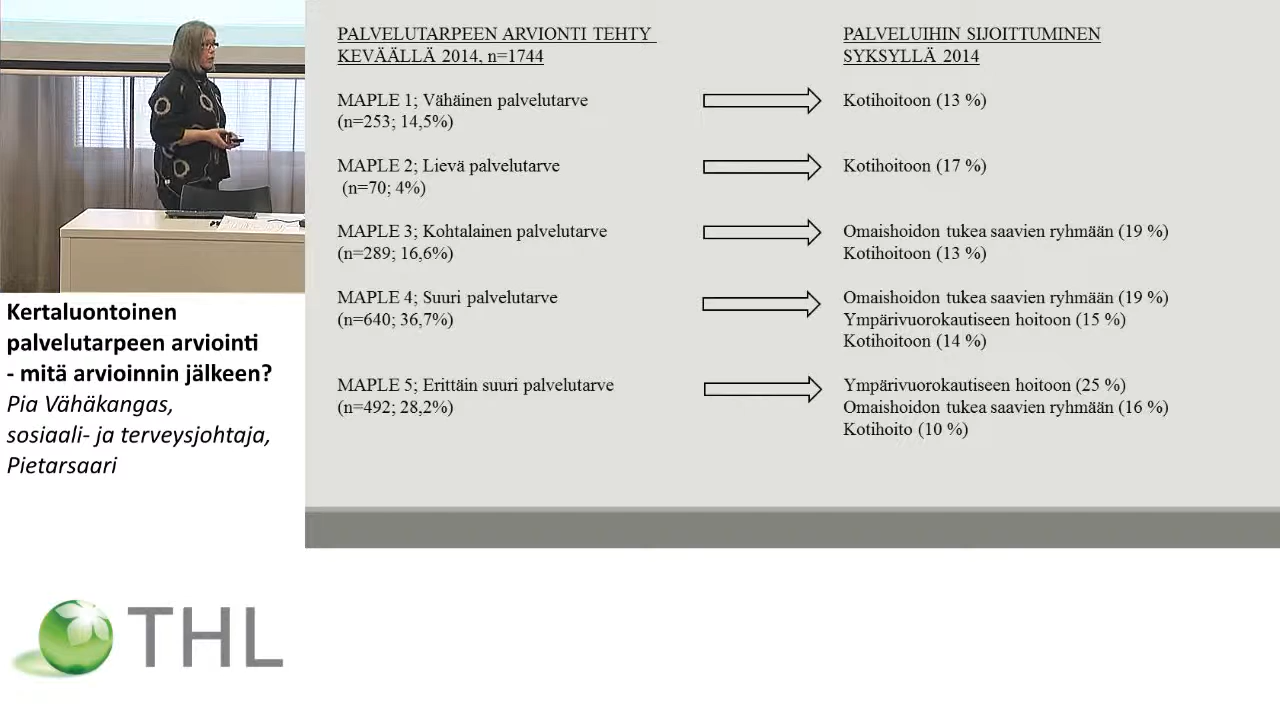 PALVELUTARPEEN ARVIONTI TEHTY
KEVÄÄLLÄ 2014, n=1744
PALVELUIHIN SIJOITTUMINEN
SYKSYLLÄ 2014
MAPLE 1; Vähäinen palvelutarve
(n=253; 14,5%)
Kotihoitoon (13 %)
MAPLE 2; Lievä palvelutarve
(n=70; 4%)
Kotihoitoon (17 %)
MAPLE 3; Kohtalainen palvelutarve
(n=289; 16,6%)
Omaishoidon tukea saavien ryhmään (19 %)
Kotihoitoon (13 %)
MAPLE 4; Suuri palvelutarve
(n=640; 36,7%)
Omaishoidon tukea saavien ryhmään (19 %)
Ympärivuorokautiseen hoitoon (15 %)
Kotihoitoon (14 %)
MAPLE 5; Erittäin suuri palvelutarve
(n=492; 28,2%)
Ympärivuorokautiseen hoitoon (25 %)
Omaishoidon tukea saavien ryhmään (16 %)
Kotihoito (10 %)
Kertaluontoinen
palvelutarpeen arviointi
- mitä arvioinnin jälkeen?
Pia Vähäkangas,
sosiaali- ja terveysjohtaja,
Pietarsaari
THL